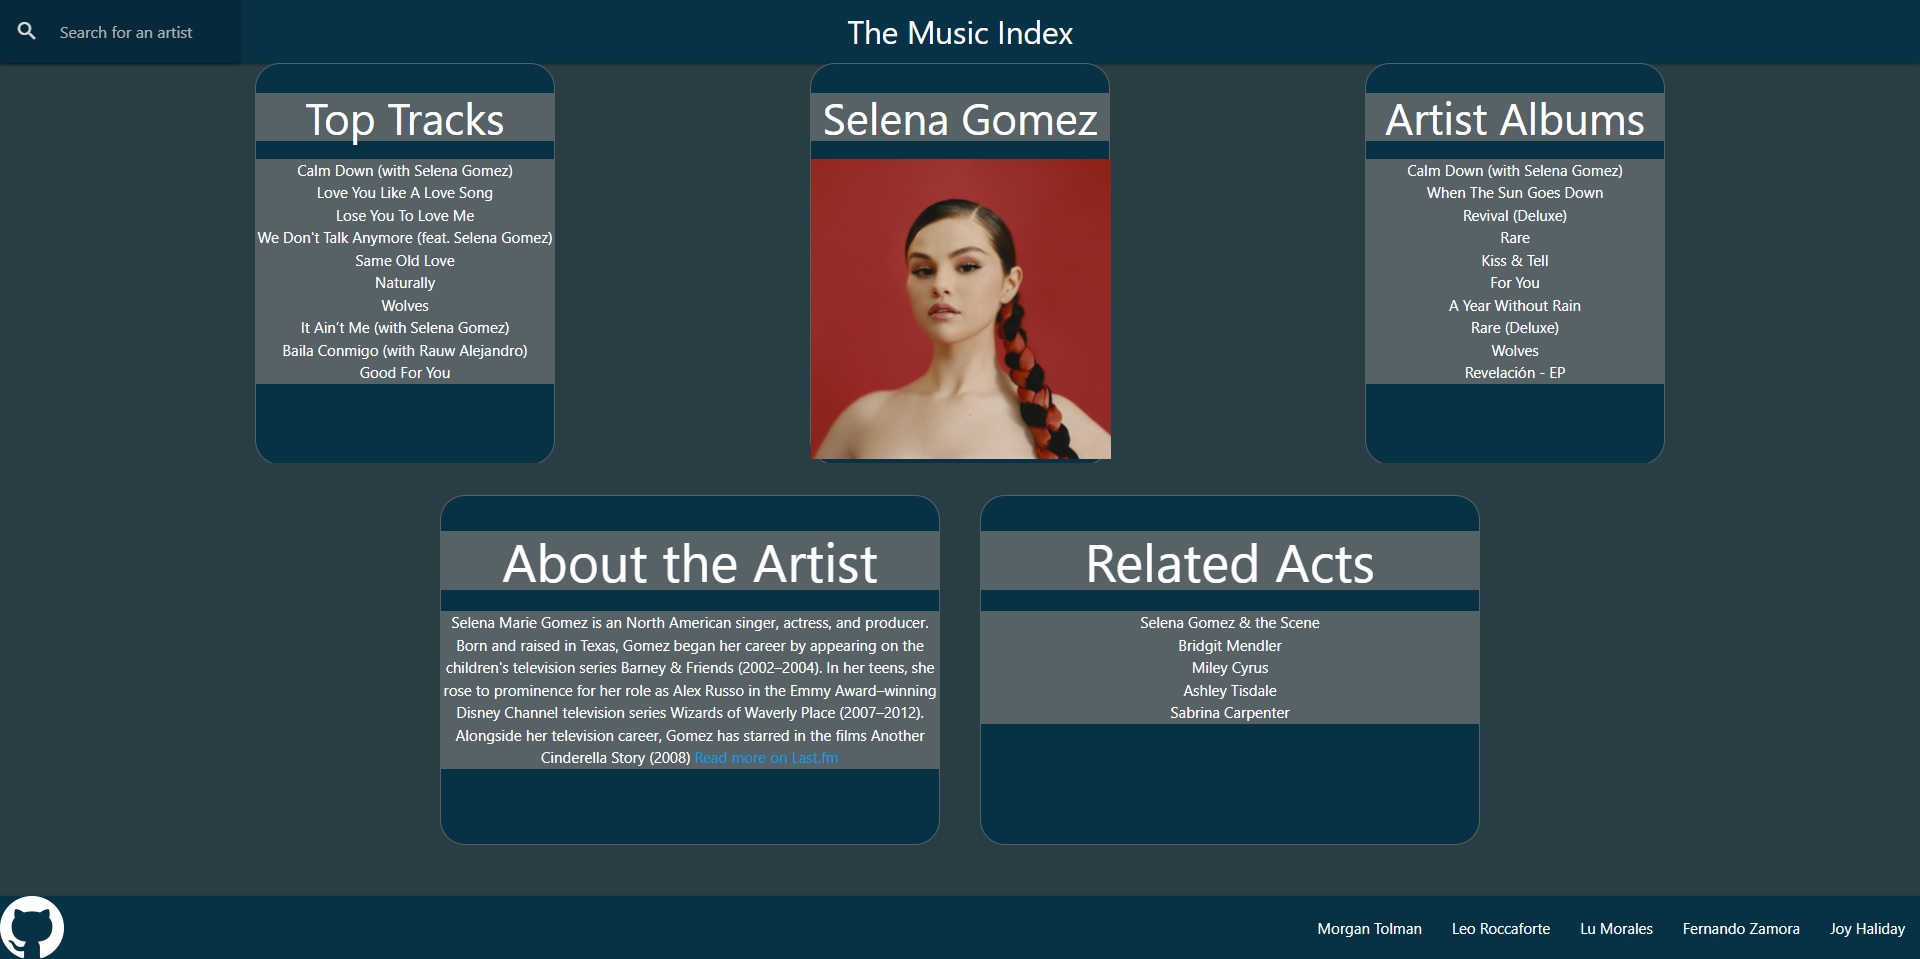 Search for an artist
The Music Index
Top Tracks
Calm Down (with Selena Gomez)
Love You Like A Love Song
Lose You To Love Me
We Don't Talk Anymore (feat. Selena Gomez)
Same Old Love
Naturally
Wolves
It Ain't Me (with Selena Gomez)
Baila Conmigo (with Rauw Alejandro)
Good For You
Selena Gomez
Artist Albums
Calm Down (with Selena Gomez)
When The Sun Goes Down
Revival (Deluxe)
Rare
Kiss & Tell
For You
A Year Without Rain
Rare (Deluxe)
Wolves
Revelación - EP
About the Artist
Selena Marie Gomez is an North American singer, actress, and producer.
Born and raised in Texas, Gomez began her career by appearing on the
children's television series Barney & Friends (2002–2004). In her teens, she
rose to prominence for her role as Alex Russo in the Emmy Award–winning
Disney Channel television series Wizards of Waverly Place (2007–2012).
Alongside her television career, Gomez has starred in the films Another
Cinderella Story (2008) Read more on Last.fm
Related Acts
Selena Gomez & the Scene
Bridgit Mendler
Miley Cyrus
Ashley Tisdale
Sabrina Carpenter
Morgan Tolman
Leo Roccaforte
Lu Morales
Fernando Zamora
Joy Haliday